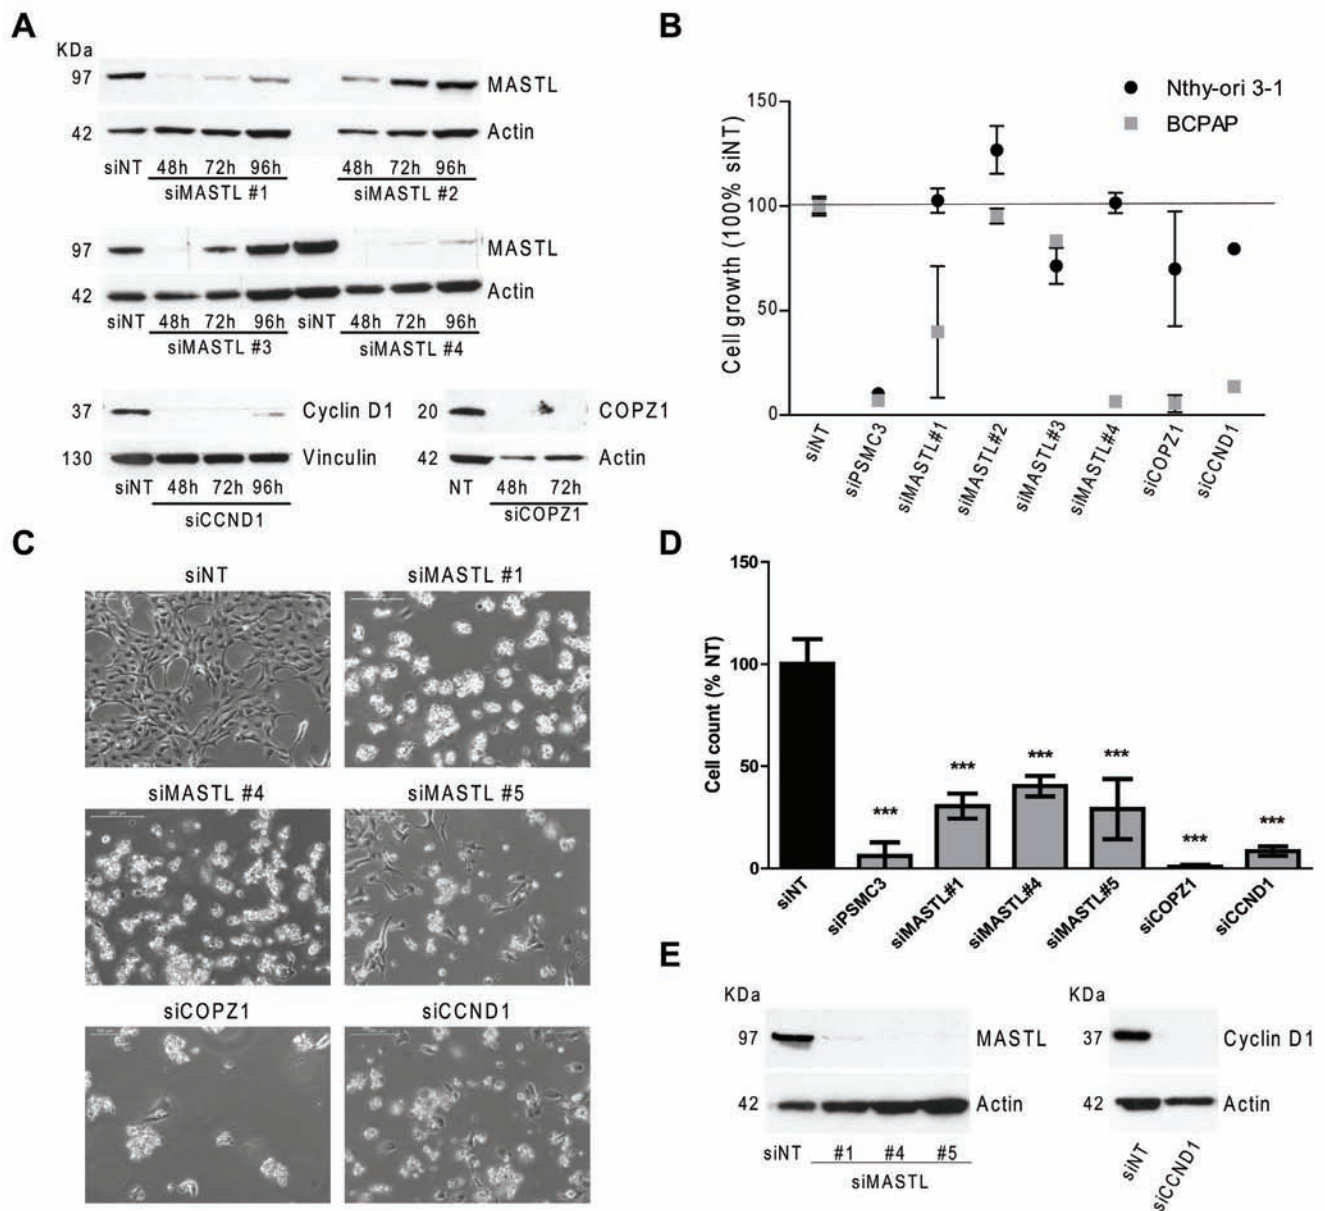 A
KDa
97
MASTL
42
Actin
siNT 48h 72h 96h 48h 72h 96h
siMASTL #1 siMASTL #2
97
MASTL
42
Actin
siNT 48h 72h 96h siNT 48h 72h 96h
siMASTL #3 siMASTL #4
37
Cyclin D1
130
Vinculin
siNT 48h 72h 96h
siCCND1
20
COPZ1
42
Actin
NT 48h 72h
siCOPZ1
B
Cell growth (100% siNT)
150
100
50
0
Nthy-ori 3-1
BCPAP
siNT
siPSMC3
siMASTL#1
siMASTL#2
siMASTL#3
siMASTL#4
siCOPZ1
siCCND1
C
siNT
siMASTL #1
siMASTL #4
siMASTL #5
siCOPZ1
siCCND1
D
Cell count (% NT)
150
100
50
0
***
***
***
***
***
***
siNT
siPSMC3
siMASTL#1
siMASTL#4
siMASTL#5
siCOPZ1
siCCND1
E
KDa
97
MASTL
42
Actin
siNT #1 #4 #5
siMASTL
KDa
37
Cyclin D1
42
Actin
siNT
siCCND1